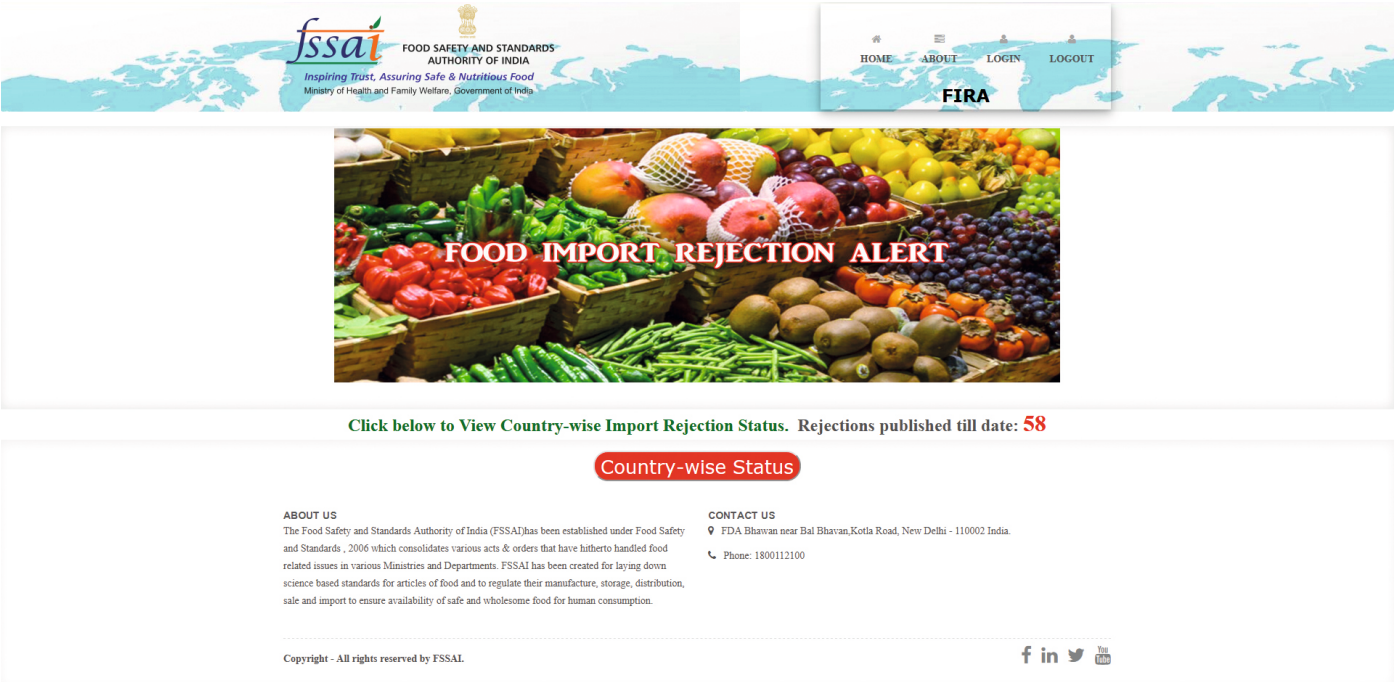 fssai
FOOD SAFETY AND STANDARDS
AUTHORITY OF INDIA
Inspiring Trust, Assuring Safe & Nutritious Food
Ministry of Health and Family Welfare, Government of India
HOME ABOUT LOGIN LOGOUT
FIRA
FOOD IMPORT REJECTION ALERT
Click below to View Country-wise Import Rejection Status. Rejections published till date: 58
Country-wise Status
ABOUT US
The Food Safety and Standards Authority of India (FSSAI)has been established under Food Safety
and Standards , 2006 which consolidates various acts & orders that have hitherto handled food
related issues in various Ministries and Departments. FSSAI has been created for laying down
science based standards for articles of food and to regulate their manufacture, storage, distribution,
sale and import to ensure availability of safe and wholesome food for human consumption.
CONTACT US
FDA Bhawan near Bal Bhavan,Kotla Road, New Delhi - 110002 India.
Phone: 1800112100
Copyright - All rights reserved by FSSAI.
f in You Tube